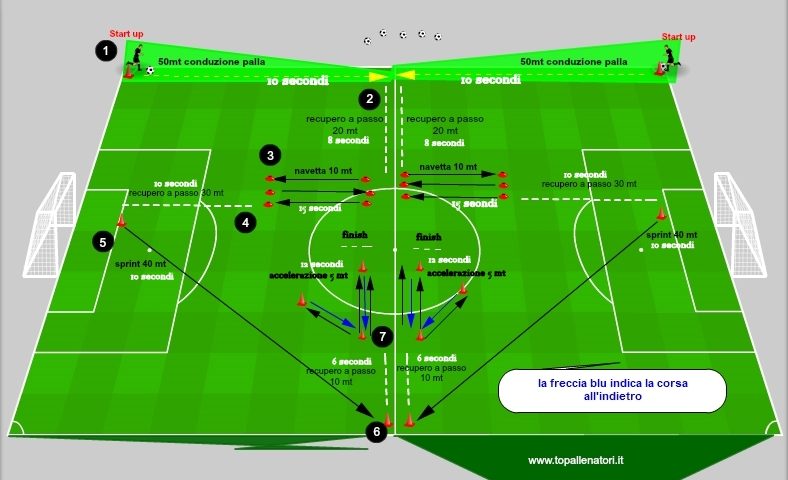 Start up
Start up
1
50mt conduzione palla
50mt conduzione palla
10 secondi
10 secondi
2
recupero a passo
20 mt
8 secondi
recupero a passo
20 mt
8 secondi
3
navetta 10 mt
navetta 10 mt
10 secondi
recupero a passo 30 mt
10 secondi
recupero a passo 30 mt
15 secondi
15 secondi
4
5
sprint 40 mt
10 secondi
sprint 40 mt
10 secondi
finish
finish
12 secondi
accelerazione 5 mt
12 secondi
accelerazione 5 mt
7
6 secondi
recupero a passo
10 mt
6 secondi
recupero a passo
10 mt
la freccia blu indica la corsa
all'indietro
6
www.topallenatori.it